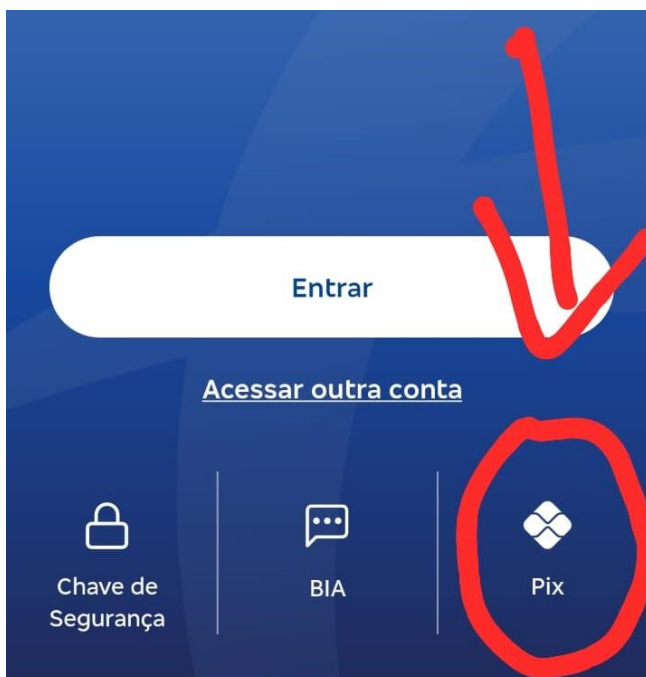 Entrar
Acessar outra conta
Chave de
Segurança
BIA
Pix